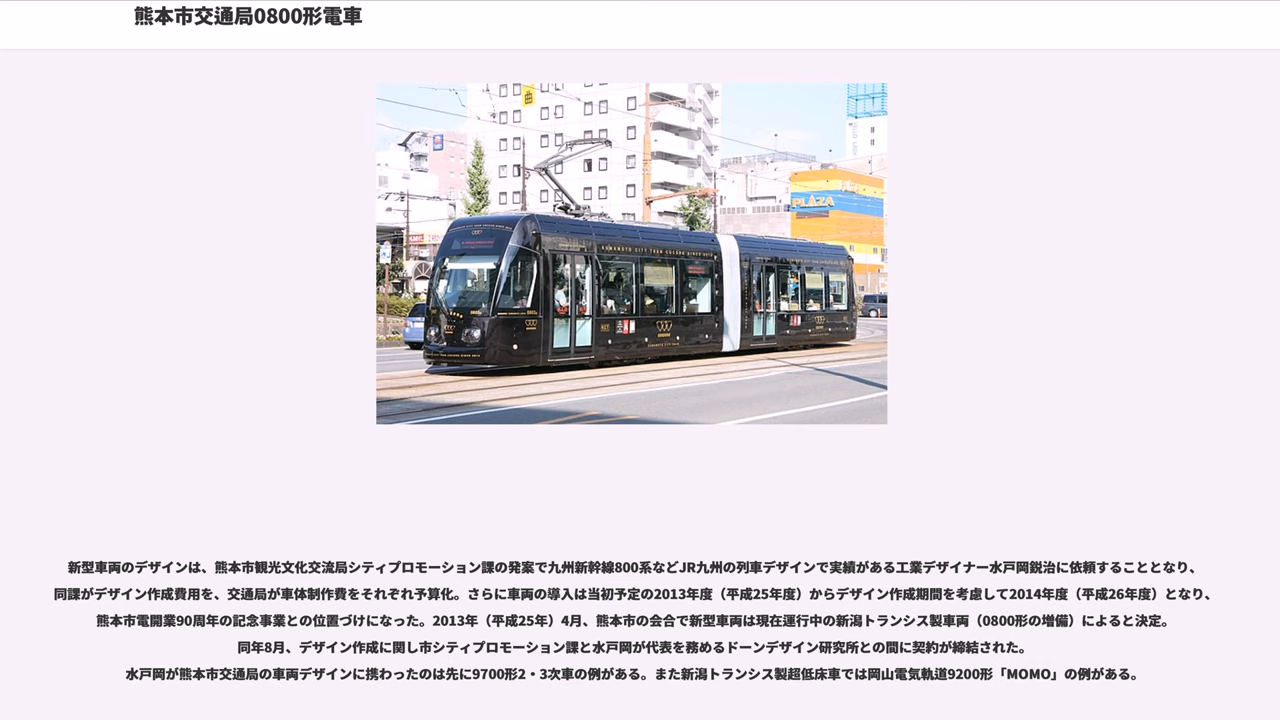 熊本市交通局0800形電車
PLAZA
新型車両のデザインは、熊本市観光文化交流局シティプロモーション課の発案で九州新幹線800系などJR九州の列車デザインで実績がある工業デザイナー水戸岡鋭治に依頼することとなり、
同課がデザイン作成費用を、交通局が車体制作費をそれぞれ予算化。さらに車両の導入は当初予定の2013年度（平成25年度）からデザイン作成期間を考慮して2014年度（平成26年度）となり、
熊本市電開業90周年の記念事業との位置づけになった。2013年（平成25年）4月、熊本市の会合で新型車両は現在運行中の新潟トランシス製車両（0800形の増備）によると決定。
同年8月、デザイン作成に関し市シティプロモーション課と水戸岡が代表を務めるドーンデザイン研究所との間に契約が締結された。
水戸岡が熊本市交通局の車両デザインに携わったのは先に9700形2・3次車の例がある。また新潟トランシス製超低床車では岡山電気軌道9200形「MOMO」の例がある。